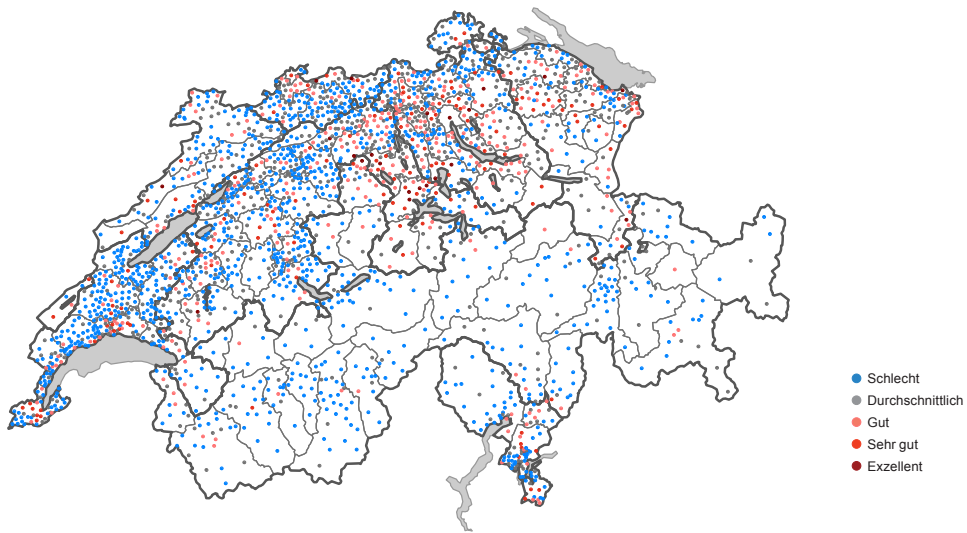 Schlecht
Durchschnittlich
Gut
Sehr gut
Exzellent